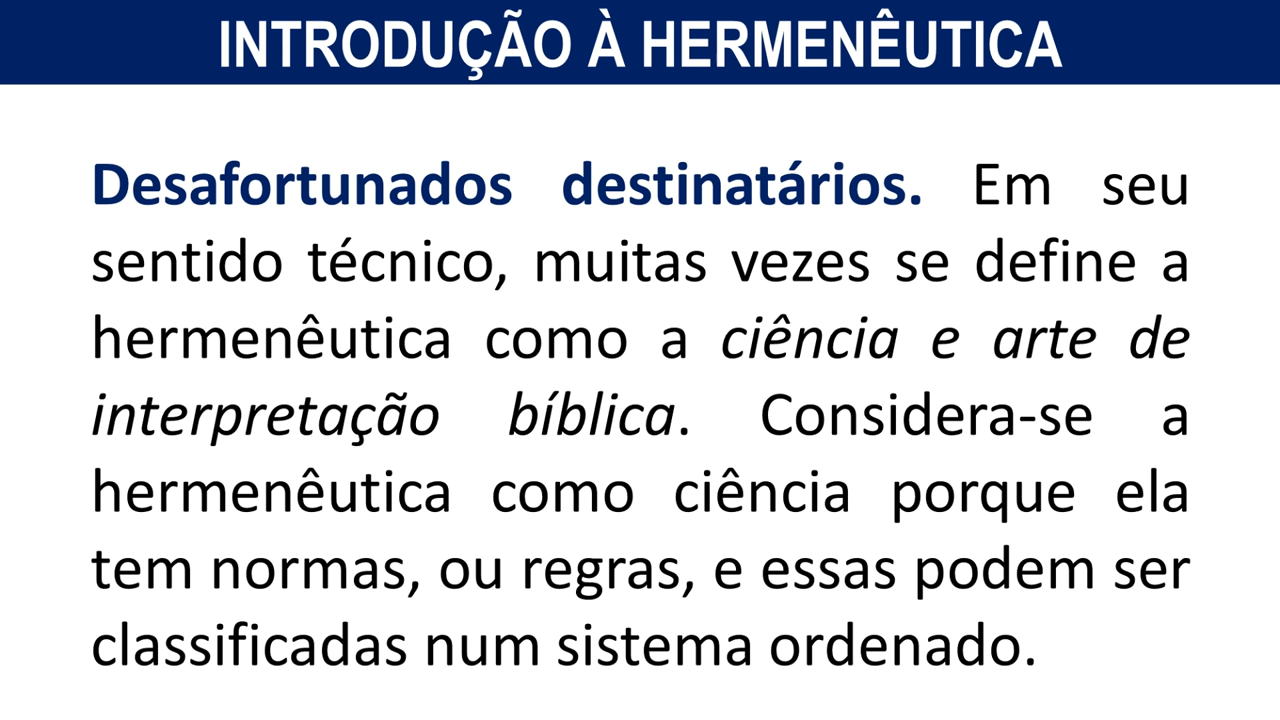 INTRODUÇÃO À HERMENÊUTICA
Desafortunados destinatários. Em seu
sentido técnico, muitas vezes se define a
hermenêutica como a ciência e arte de
interpretação bíblica. Considera-se a
hermenêutica como ciência porque ela
tem normas, ou regras, e essas podem ser
classificadas num sistema ordenado.